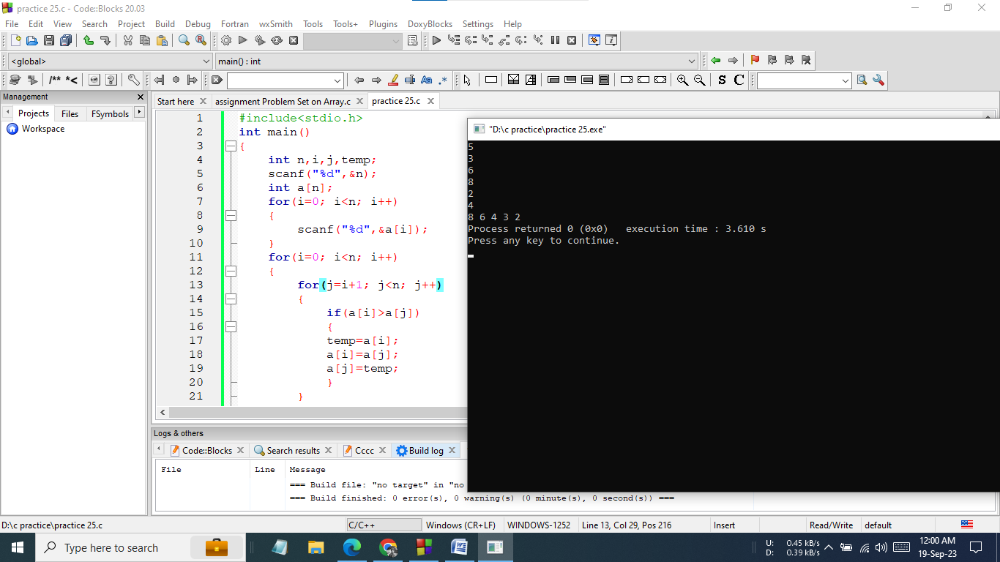 practice 25.c - Code::Blocks 20.03
File Edit View Search Project Build Debug Fortran wxSmith Tools Tools+ Plugins DoxyBlocks Settings Help
<global> main() : int
/** *< Aa .* S C
Management
Projects Files FSymbols
Workspace
Start here assignment Problem Set on Array.c practice 25.c
1 #include<stdio.h>
2 int main()
3 {
4 int n,i,j,temp;
5 scanf("%d",&n);
6 int a[n];
7 for(i=0; i<n; i++)
8 {
9 scanf("%d",&a[i]);
10 }
11 for(i=0; i<n; i++)
12 {
13 for(j=i+1; j<n; j++)
14 {
15 if(a[i]>a[j])
16 {
17 temp=a[i];
18 a[i]=a[j];
19 a[j]=temp;
20 }
21 }
"D:\c practice\practice 25.exe"
5
3
6
8
2
4
8 6 4 3 2
Process returned 0 (0x0)   execution time : 3.610 s
Press any key to continue.
Logs & others
Code::Blocks Search results Cccc Build log
File Line Message
=== Build file: "no target" in "no
=== Build finished: 0 error(s), 0 warning(s) (0 minute(s), 0 second(s)) ===
D:\c practice\practice 25.c C/C++ Windows (CR+LF) WINDOWS-1252 Line 13, Col 29, Pos 216 Insert Read/Write default
Type here to search
U: 0.45 kB/s
D: 0.39 kB/s
12:00 AM
19-Sep-23